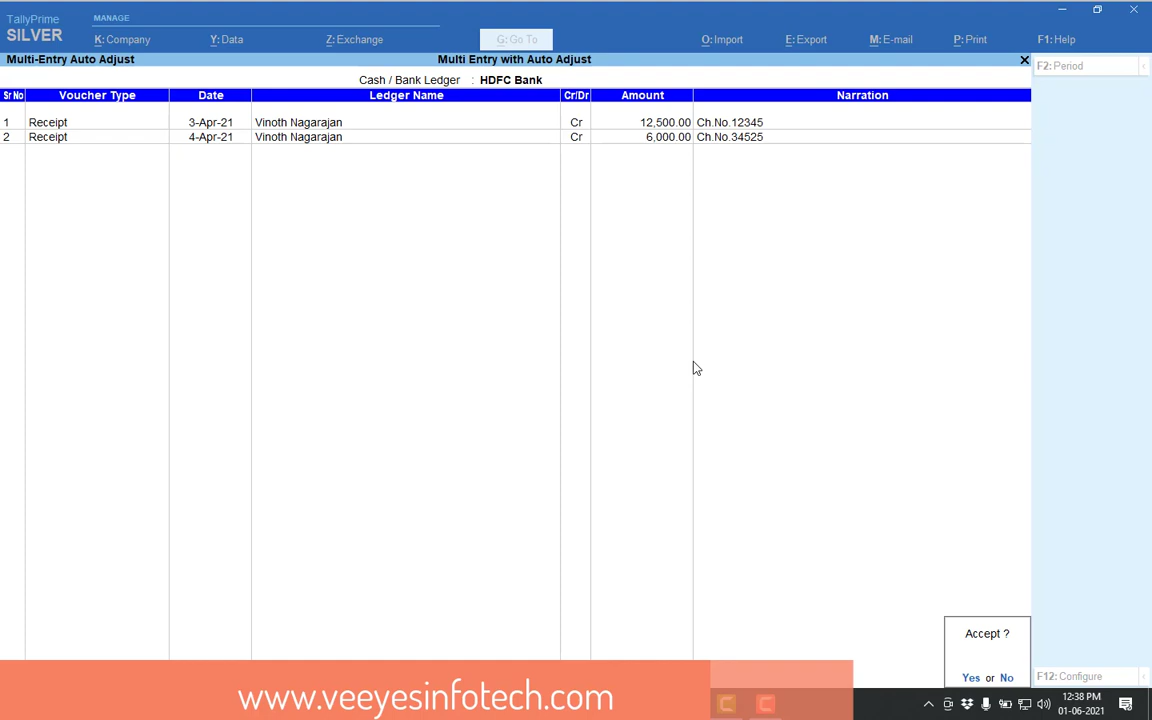 TallyPrime
SILVER
MANAGE
K: Company
Y: Data
Z: Exchange
G: Go To
O: Import
E: Export
M: E-mail
P: Print
F1: Help
Multi-Entry Auto Adjust
Multi Entry with Auto Adjust
F2: Period
Cash / Bank Ledger : HDFC Bank
Sr No Voucher Type Date Ledger Name Cr/Dr Amount Narration
1 Receipt 3-Apr-21 Vinoth Nagarajan Cr 12,500.00 Ch.No.12345
2 Receipt 4-Apr-21 Vinoth Nagarajan Cr 6,000.00 Ch.No.34525
Accept ?
Yes or No
F12: Configure
www.veeyesinfotech.com
12:38 PM
01-06-2021